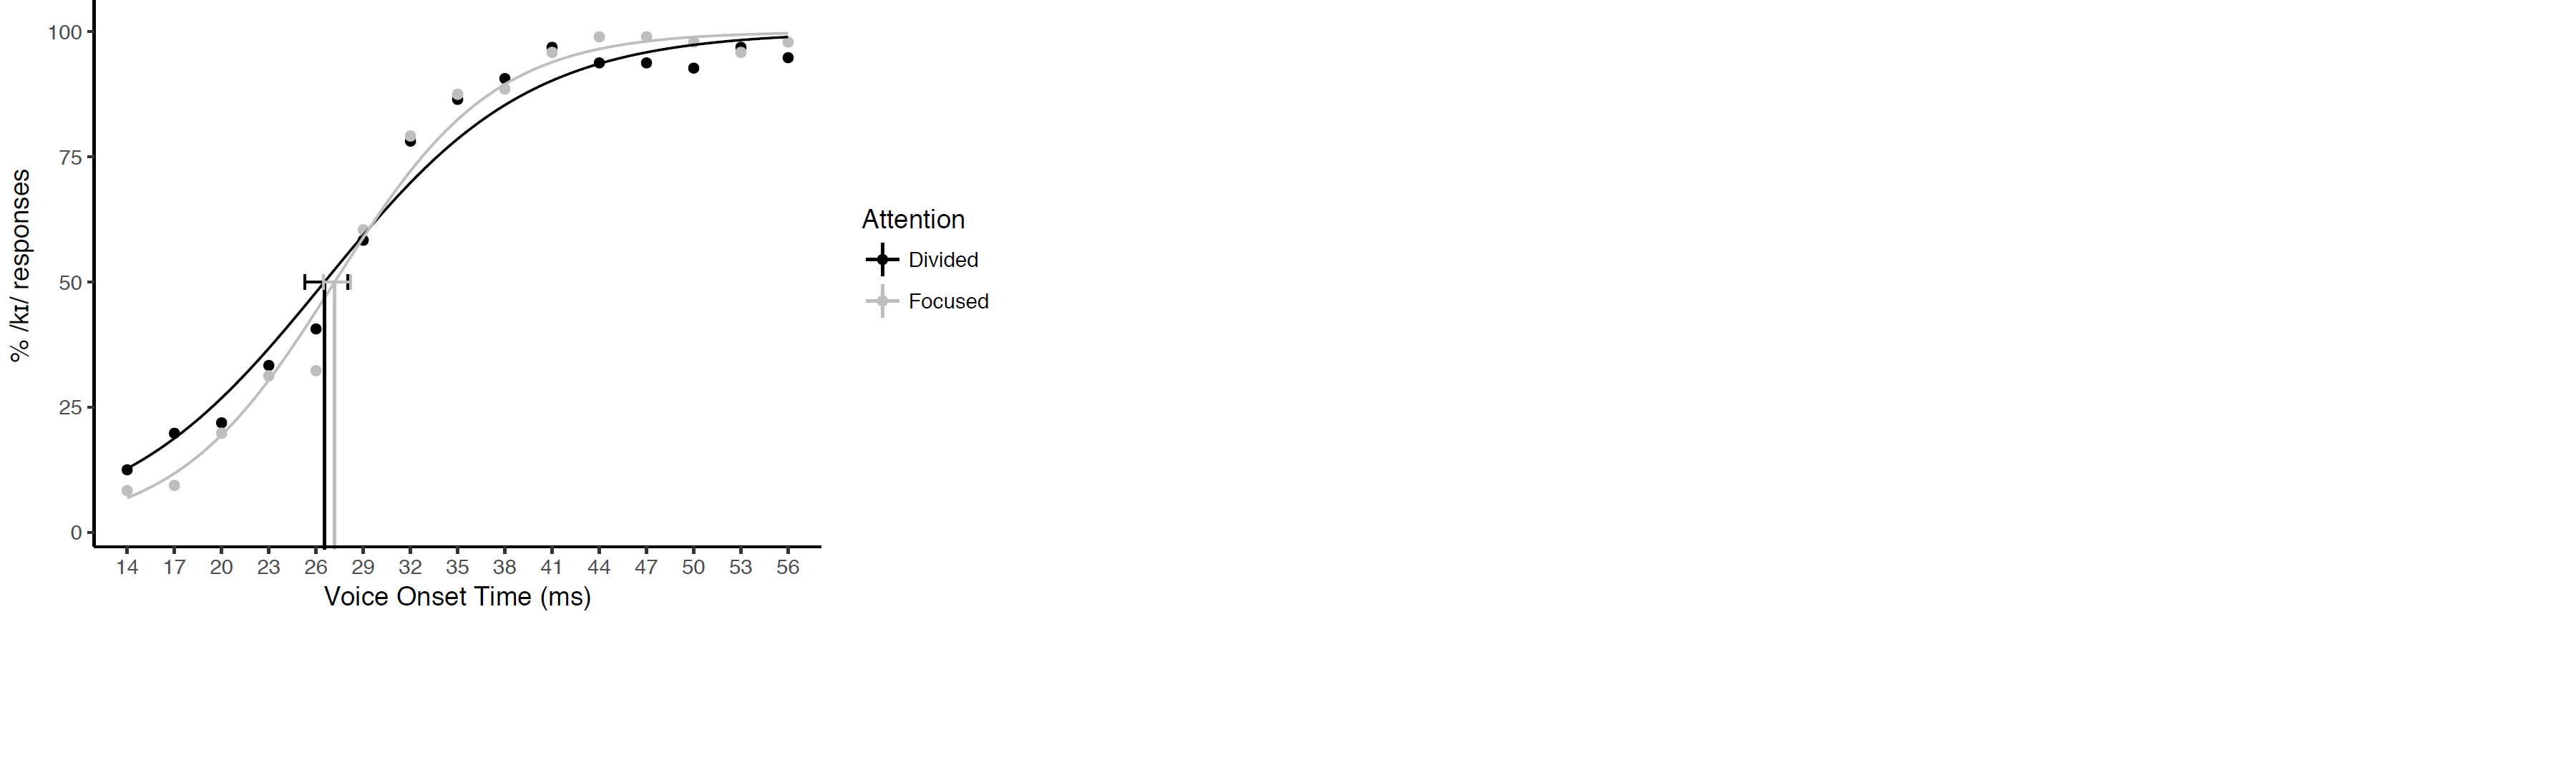 100
75
50
25
0
% /kɪ/ responses
14 17 20 23 26 29 32 35 38 41 44 47 50 53 56
Voice Onset Time (ms)
Attention
Divided
Focused